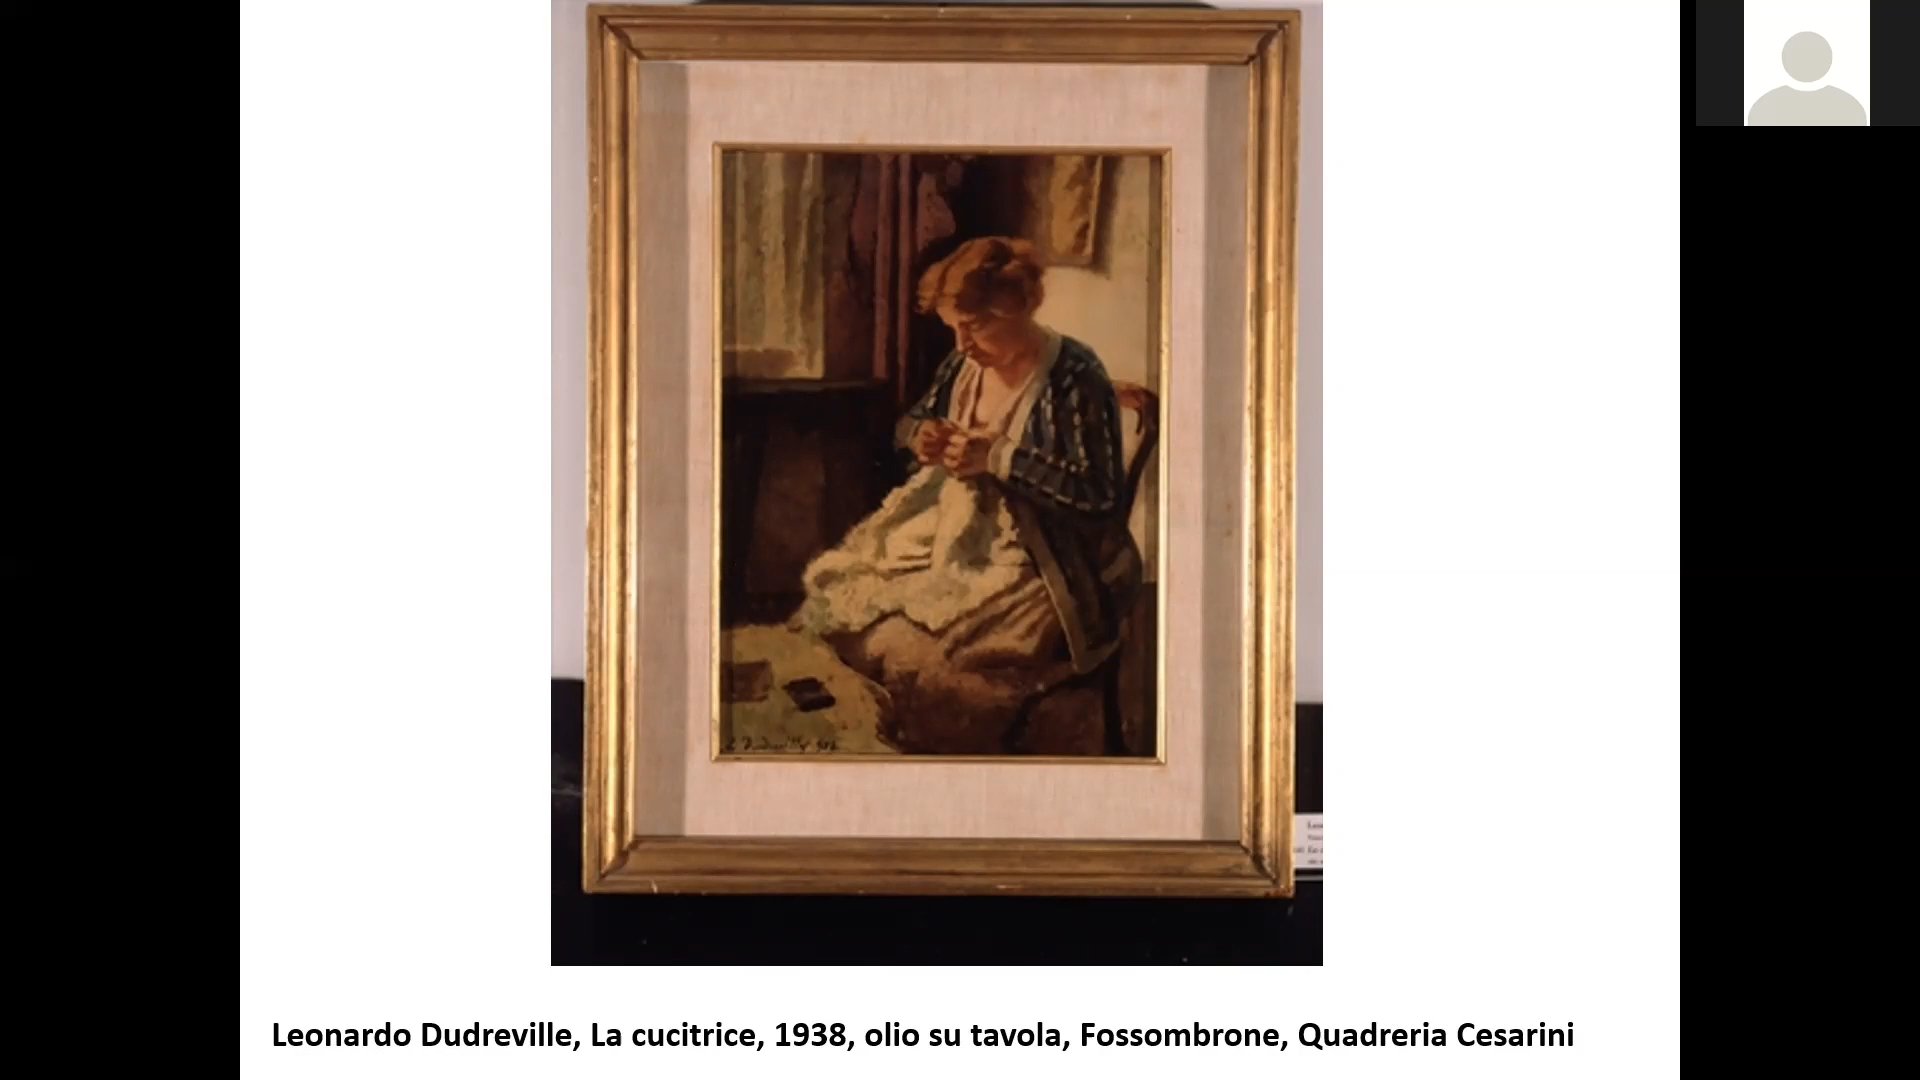 Leonardo Dudreville, La cucitrice, 1938, olio su tavola, Fossombrone, Quadreria Cesarini